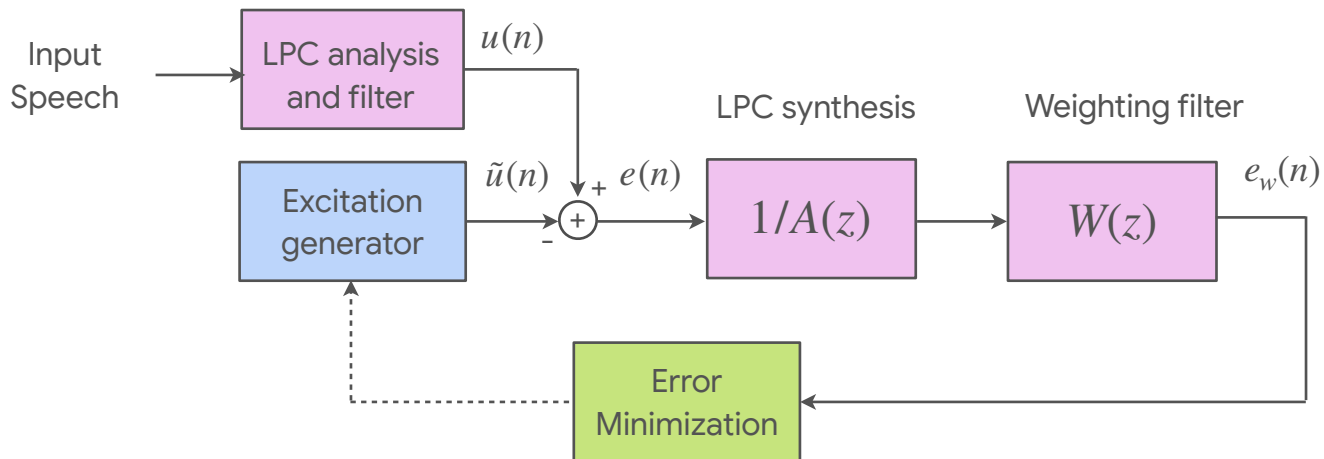 Input
Speech
LPC analysis
and filter
u(n)
LPC synthesis
Weighting filter
Excitation
generator
ũ(n)
+
+
-
e(n)
1/A(z)
W(z)
e_w(n)
Error
Minimization